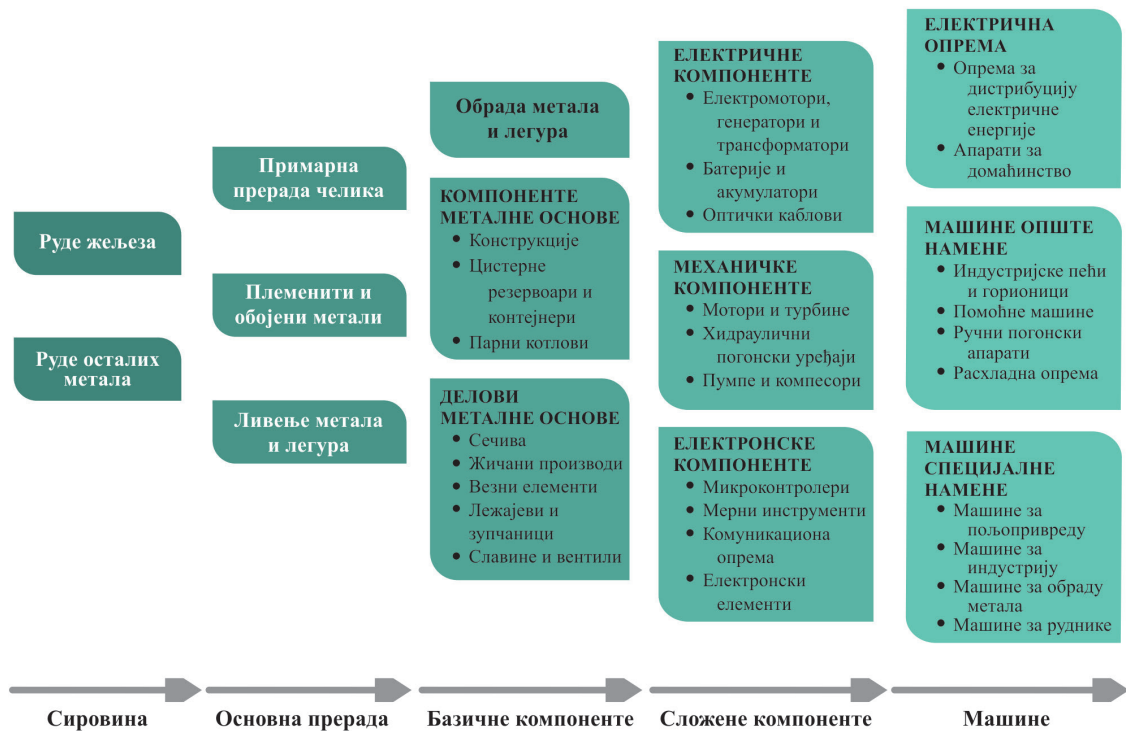 Руде жељеза
Руде осталих
метала
Примарна
прерада челика
Племенити и
обојени метали
Ливење метала
и легура
Обрада метала
и легура
КОМПОНЕНТЕ
МЕТАЛНЕ ОСНОВЕ
• Конструкције
• Цистерне
резервоари и
контејнери
• Парни котлови
ДЕЛОВИ
МЕТАЛНЕ ОСНОВЕ
• Сечива
• Жичани производи
• Везни елементи
• Лежајеви и
зупчаници
• Славине и вентили
ЕЛЕКТРИЧНЕ
КОМПОНЕНТЕ
• Електромотори,
генератори и
трансформатори
• Батерије и
акумулатори
• Оптички каблови
МЕХАНИЧКЕ
КОМПОНЕНТЕ
• Мотори и турбине
• Хидраулични
погонски уређаји
• Пумпе и компесори
ЕЛЕКТРОНСКЕ
КОМПОНЕНТЕ
• Микроконтролери
• Мерни инструменти
• Комуникациона
опрема
• Електронски
елементи
ЕЛЕКТРИЧНА
ОПРЕМА
• Опрема за
дистрибуцију
електричне
енергије
• Апарати за
домаћинство
МАШИНЕ ОПШТЕ
НАМЕНЕ
• Индустријске пећи
и горионици
• Помоћне машине
• Ручни погонски
апарати
• Расхладна опрема
МАШИНЕ
СПЕЦИЈАЛНЕ
НАМЕНЕ
• Машине за
пољопривреду
• Машине за
индустрију
• Машине за обраду
метала
• Машине за руднике
Сировина
Основна прерада
Базичне компоненте
Сложене компоненте
Машине